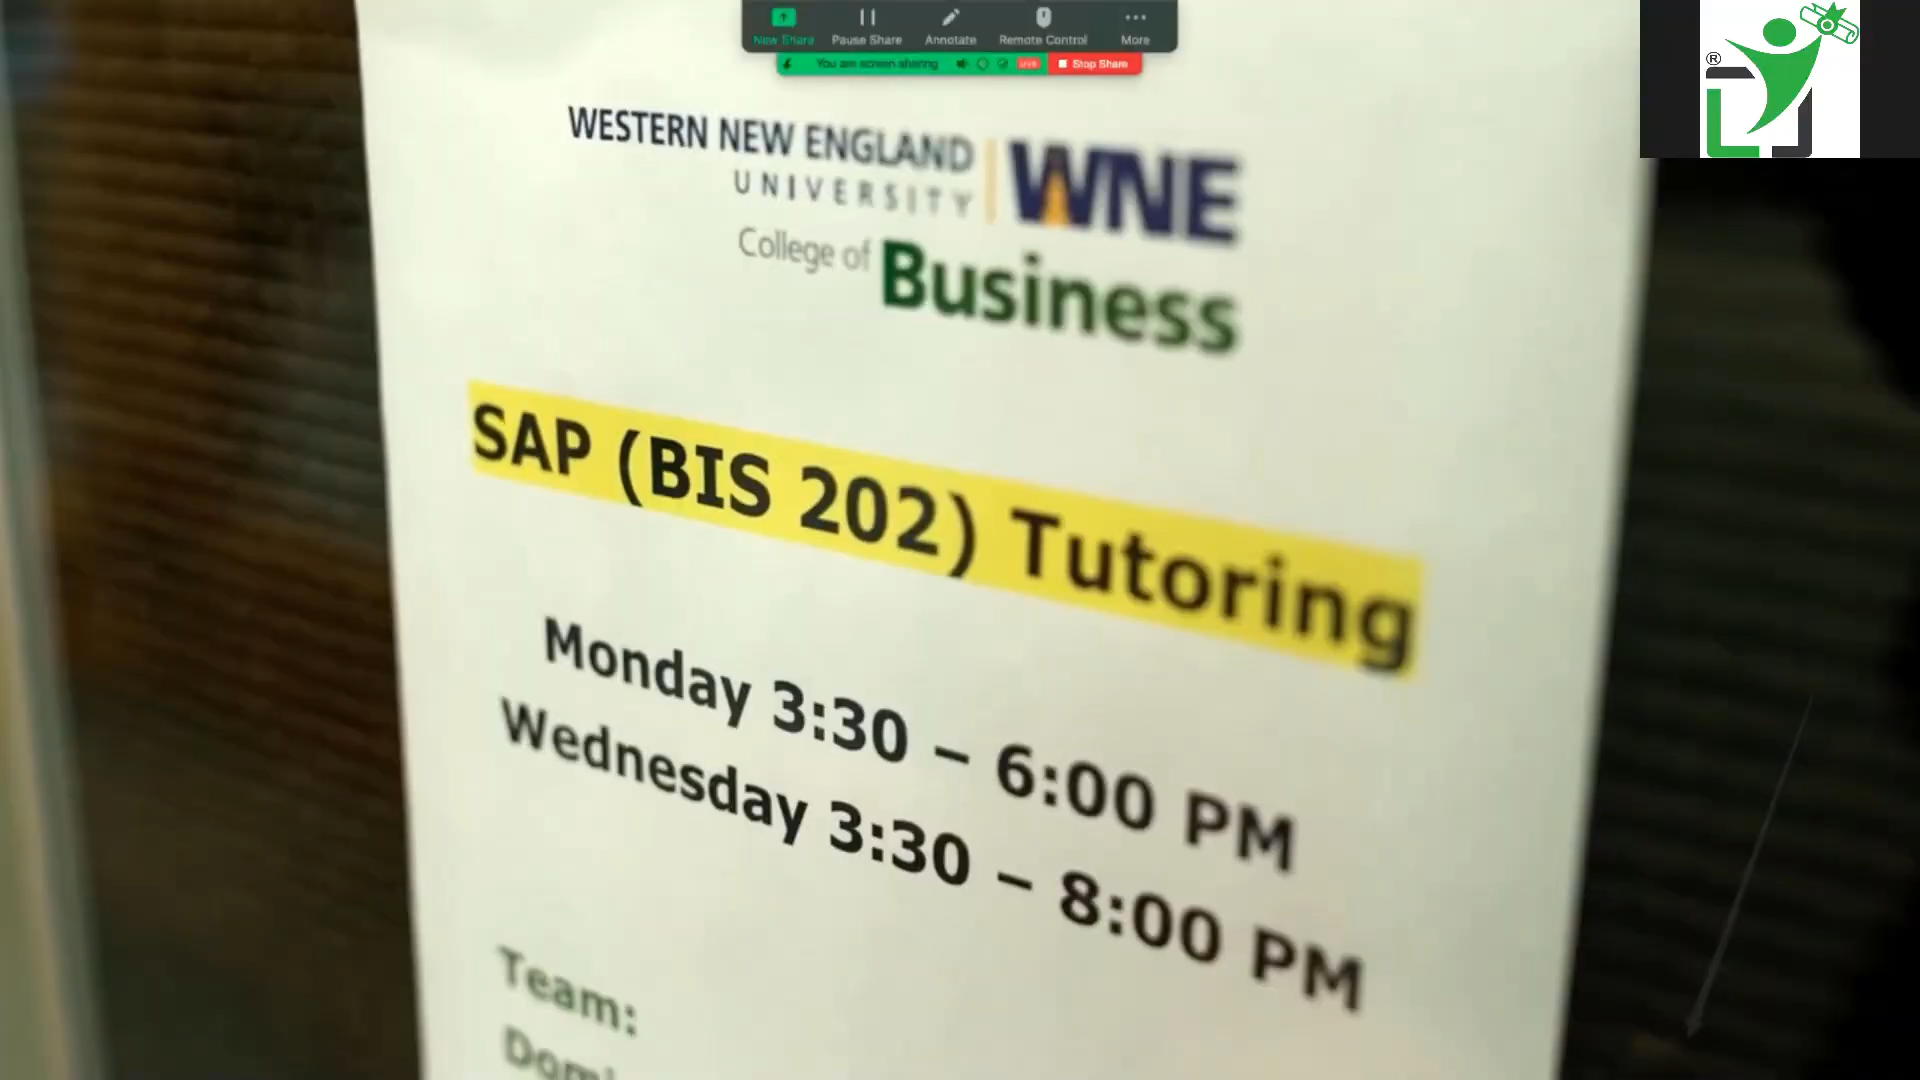 New Share Pause Share Annotate Remote Control More
You are screen sharing LIVE Stop Share
®
WESTERN NEW ENGLAND
UNIVERSITY
WNE
College of Business
SAP (BIS 202) Tutoring
Monday 3:30 – 6:00 PM
Wednesday 3:30 – 8:00 PM
Team: